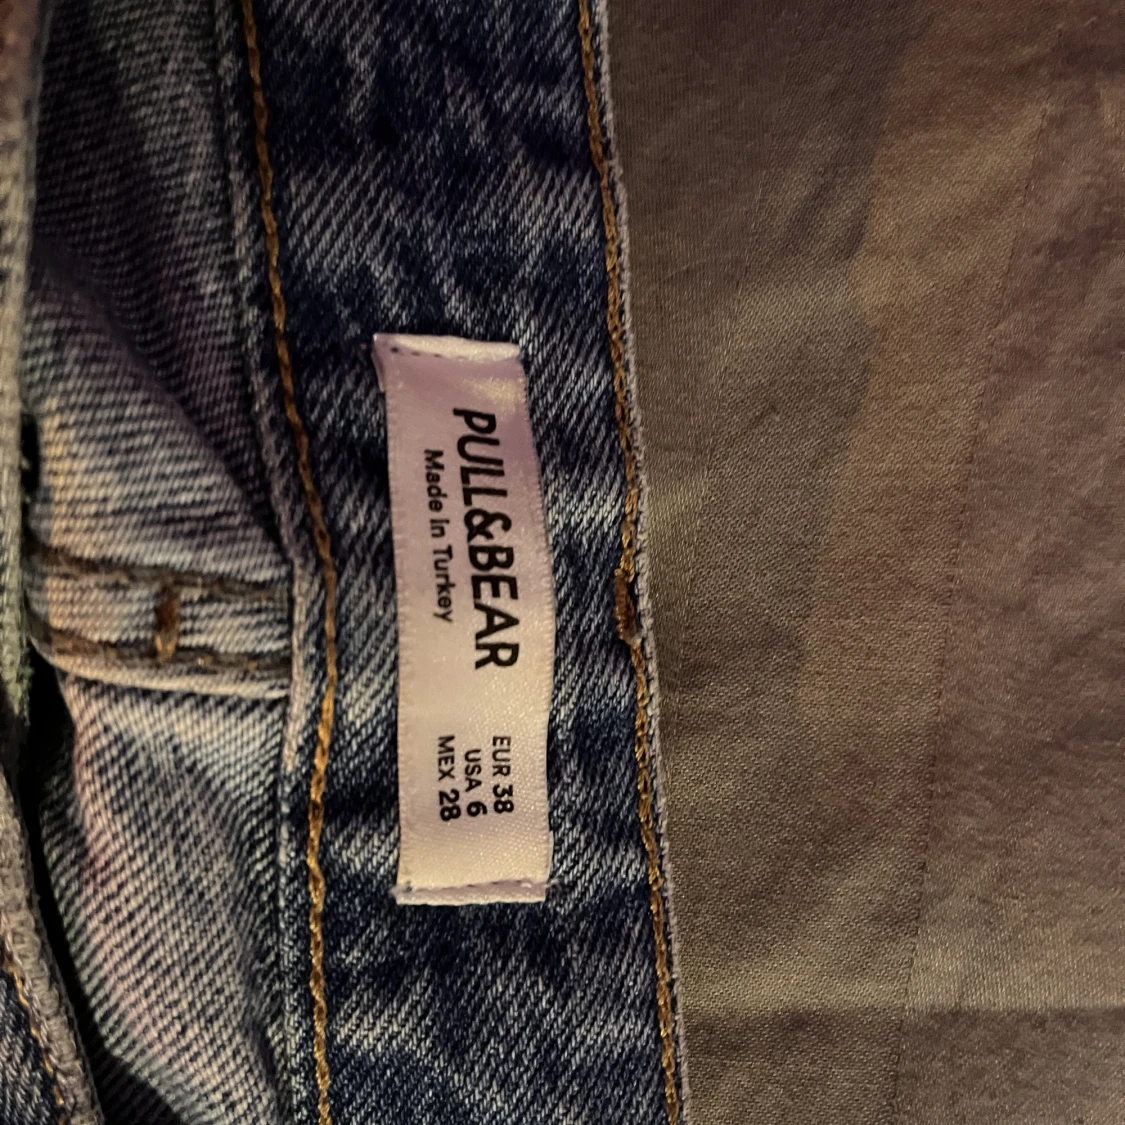 PULL&BEAR
Made in Turkey
EUR 38
USA 6
MEX 28